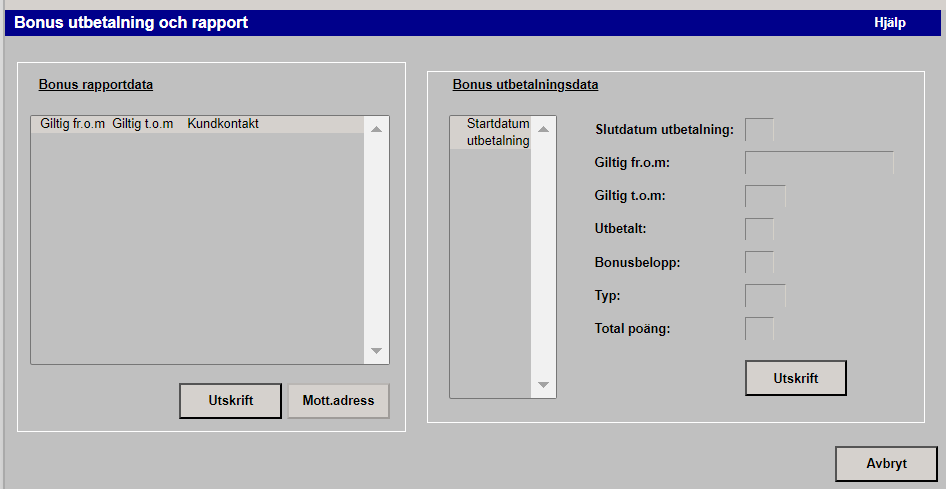 Bonus utbetalning och rapport
Hjälp
Bonus rapportdata
Giltig fr.o.m Giltig t.o.m Kundkontakt
Utskrift
Mott.adress
Bonus utbetalningsdata
Startdatum
utbetalning
Slutdatum utbetalning:
Giltig fr.o.m:
Giltig t.o.m:
Utbetalt:
Bonusbelopp:
Typ:
Total poäng:
Utskrift
Avbryt